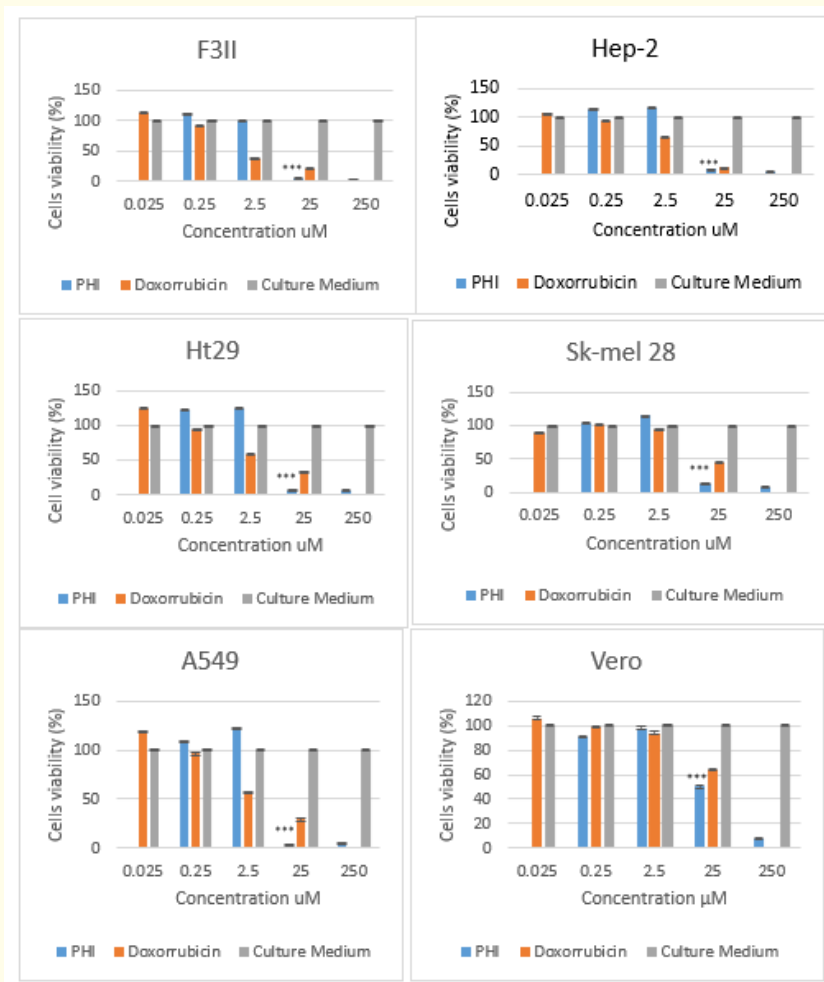 F3II
Cells viability (%)
150
100
50
0
***
0.025 0.25 2.5 25 250
Concentration uM
PHI Doxorrubicin Culture Medium
Hep-2
Cells viability (%)
150
100
50
0
***
0.025 0.25 2.5 25 250
Concentration uM
PHI Doxorrubicin Culture Medium
Ht29
Cell viability (%)
150
100
50
0
***
0.025 0.25 2.5 25 250
Concentration uM
PHI Doxorrubicin Culture Medium
Sk-mel 28
Cells viability (%)
150
100
50
0
***
0.025 0.25 2.5 25 250
Concentration uM
PHI Doxorrubicin Culture Medium
A549
Cells viability (%)
150
100
50
0
***
0.025 0.25 2.5 25 250
Concentration uM
PHI Doxorrubicin Culture Medium
Vero
Cells viability (%)
120
100
80
60
40
20
0
***
0.025 0.25 2.5 25 250
Concentration µM
PHI Doxorrubicin Culture Medium